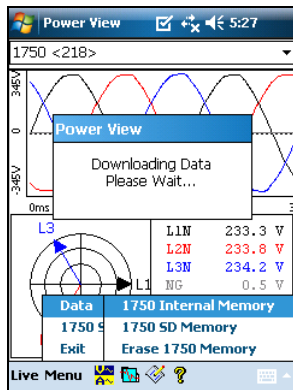 Power View 5:27
1750 <218>
345V
0
-345V
Power View
Downloading Data
Please Wait...
0ms
L3
L1
L1N 233.3 V
L2N 233.8 V
L3N 234.2 V
NG 0.5 V
Data
1750 S
Exit
1750 Internal Memory
1750 SD Memory
Erase 1750 Memory
Live Menu